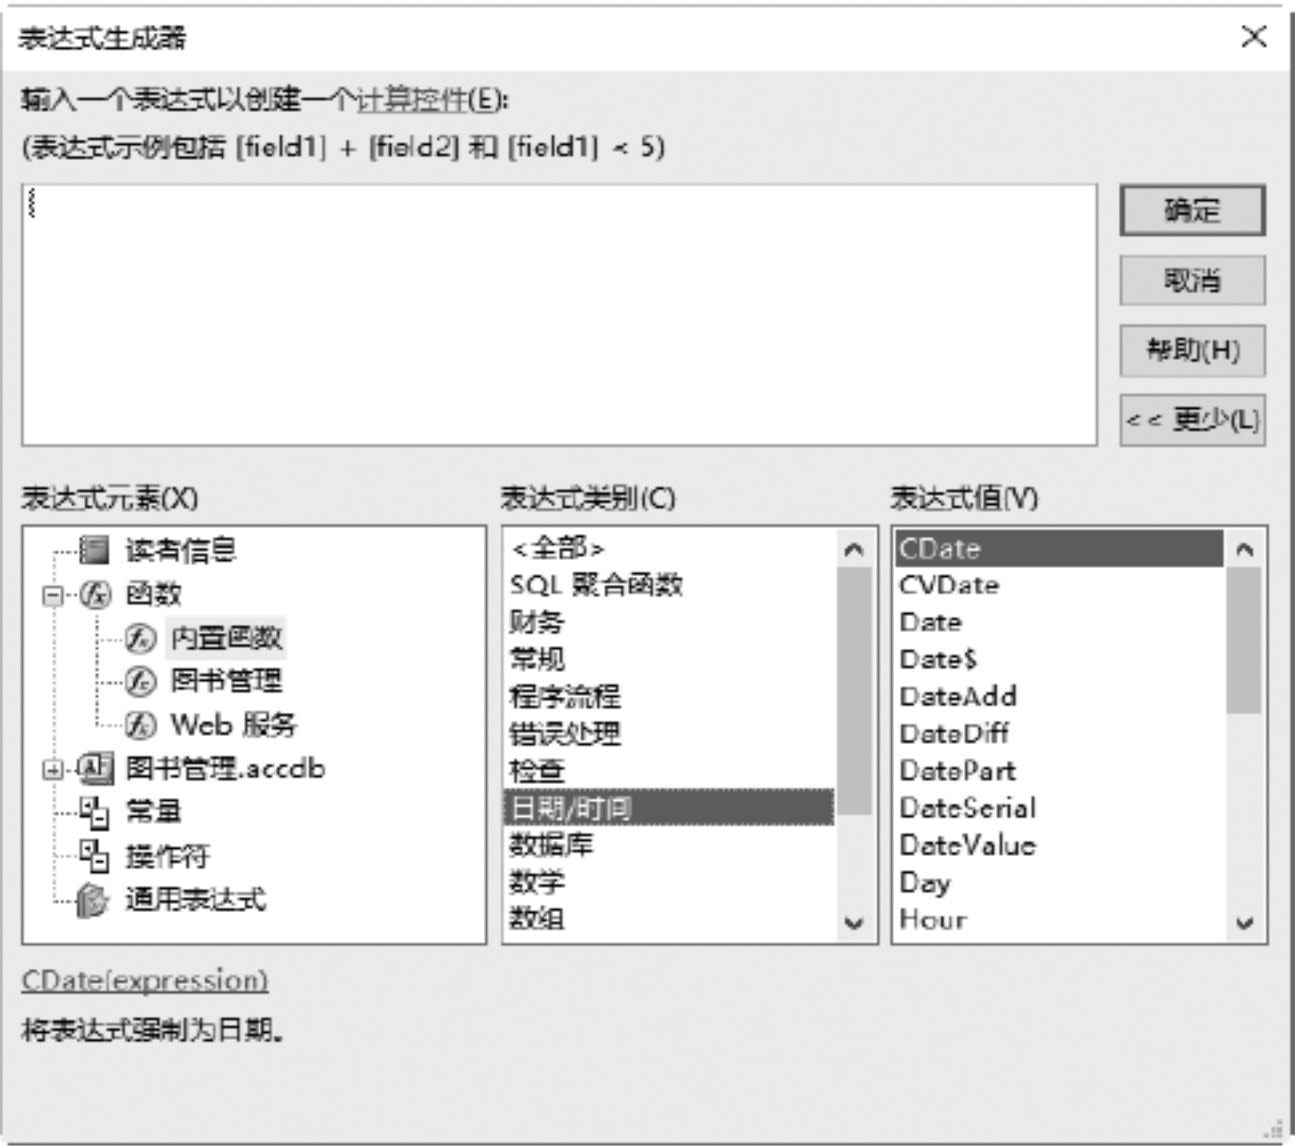 表达式生成器
输入一个表达式以创建一个计算控件(E):
(表达式示例包括 [field1] + [field2] 和 [field1] < 5)
确定
取消
帮助(H)
<< 更少(L)
表达式元素(X)
读者信息
函数
内置函数
图书管理
Web 服务
图书管理.accdb
常量
操作符
通用表达式
表达式类别(C)
<全部>
SQL 聚合函数
财务
常规
程序流程
错误处理
检查
日期/时间
数据库
数学
数组
表达式值(V)
CDate
CVDate
Date
Date$
DateAdd
DateDiff
DatePart
DateSerial
DateValue
Day
Hour
CDate(expression)
将表达式强制为日期。